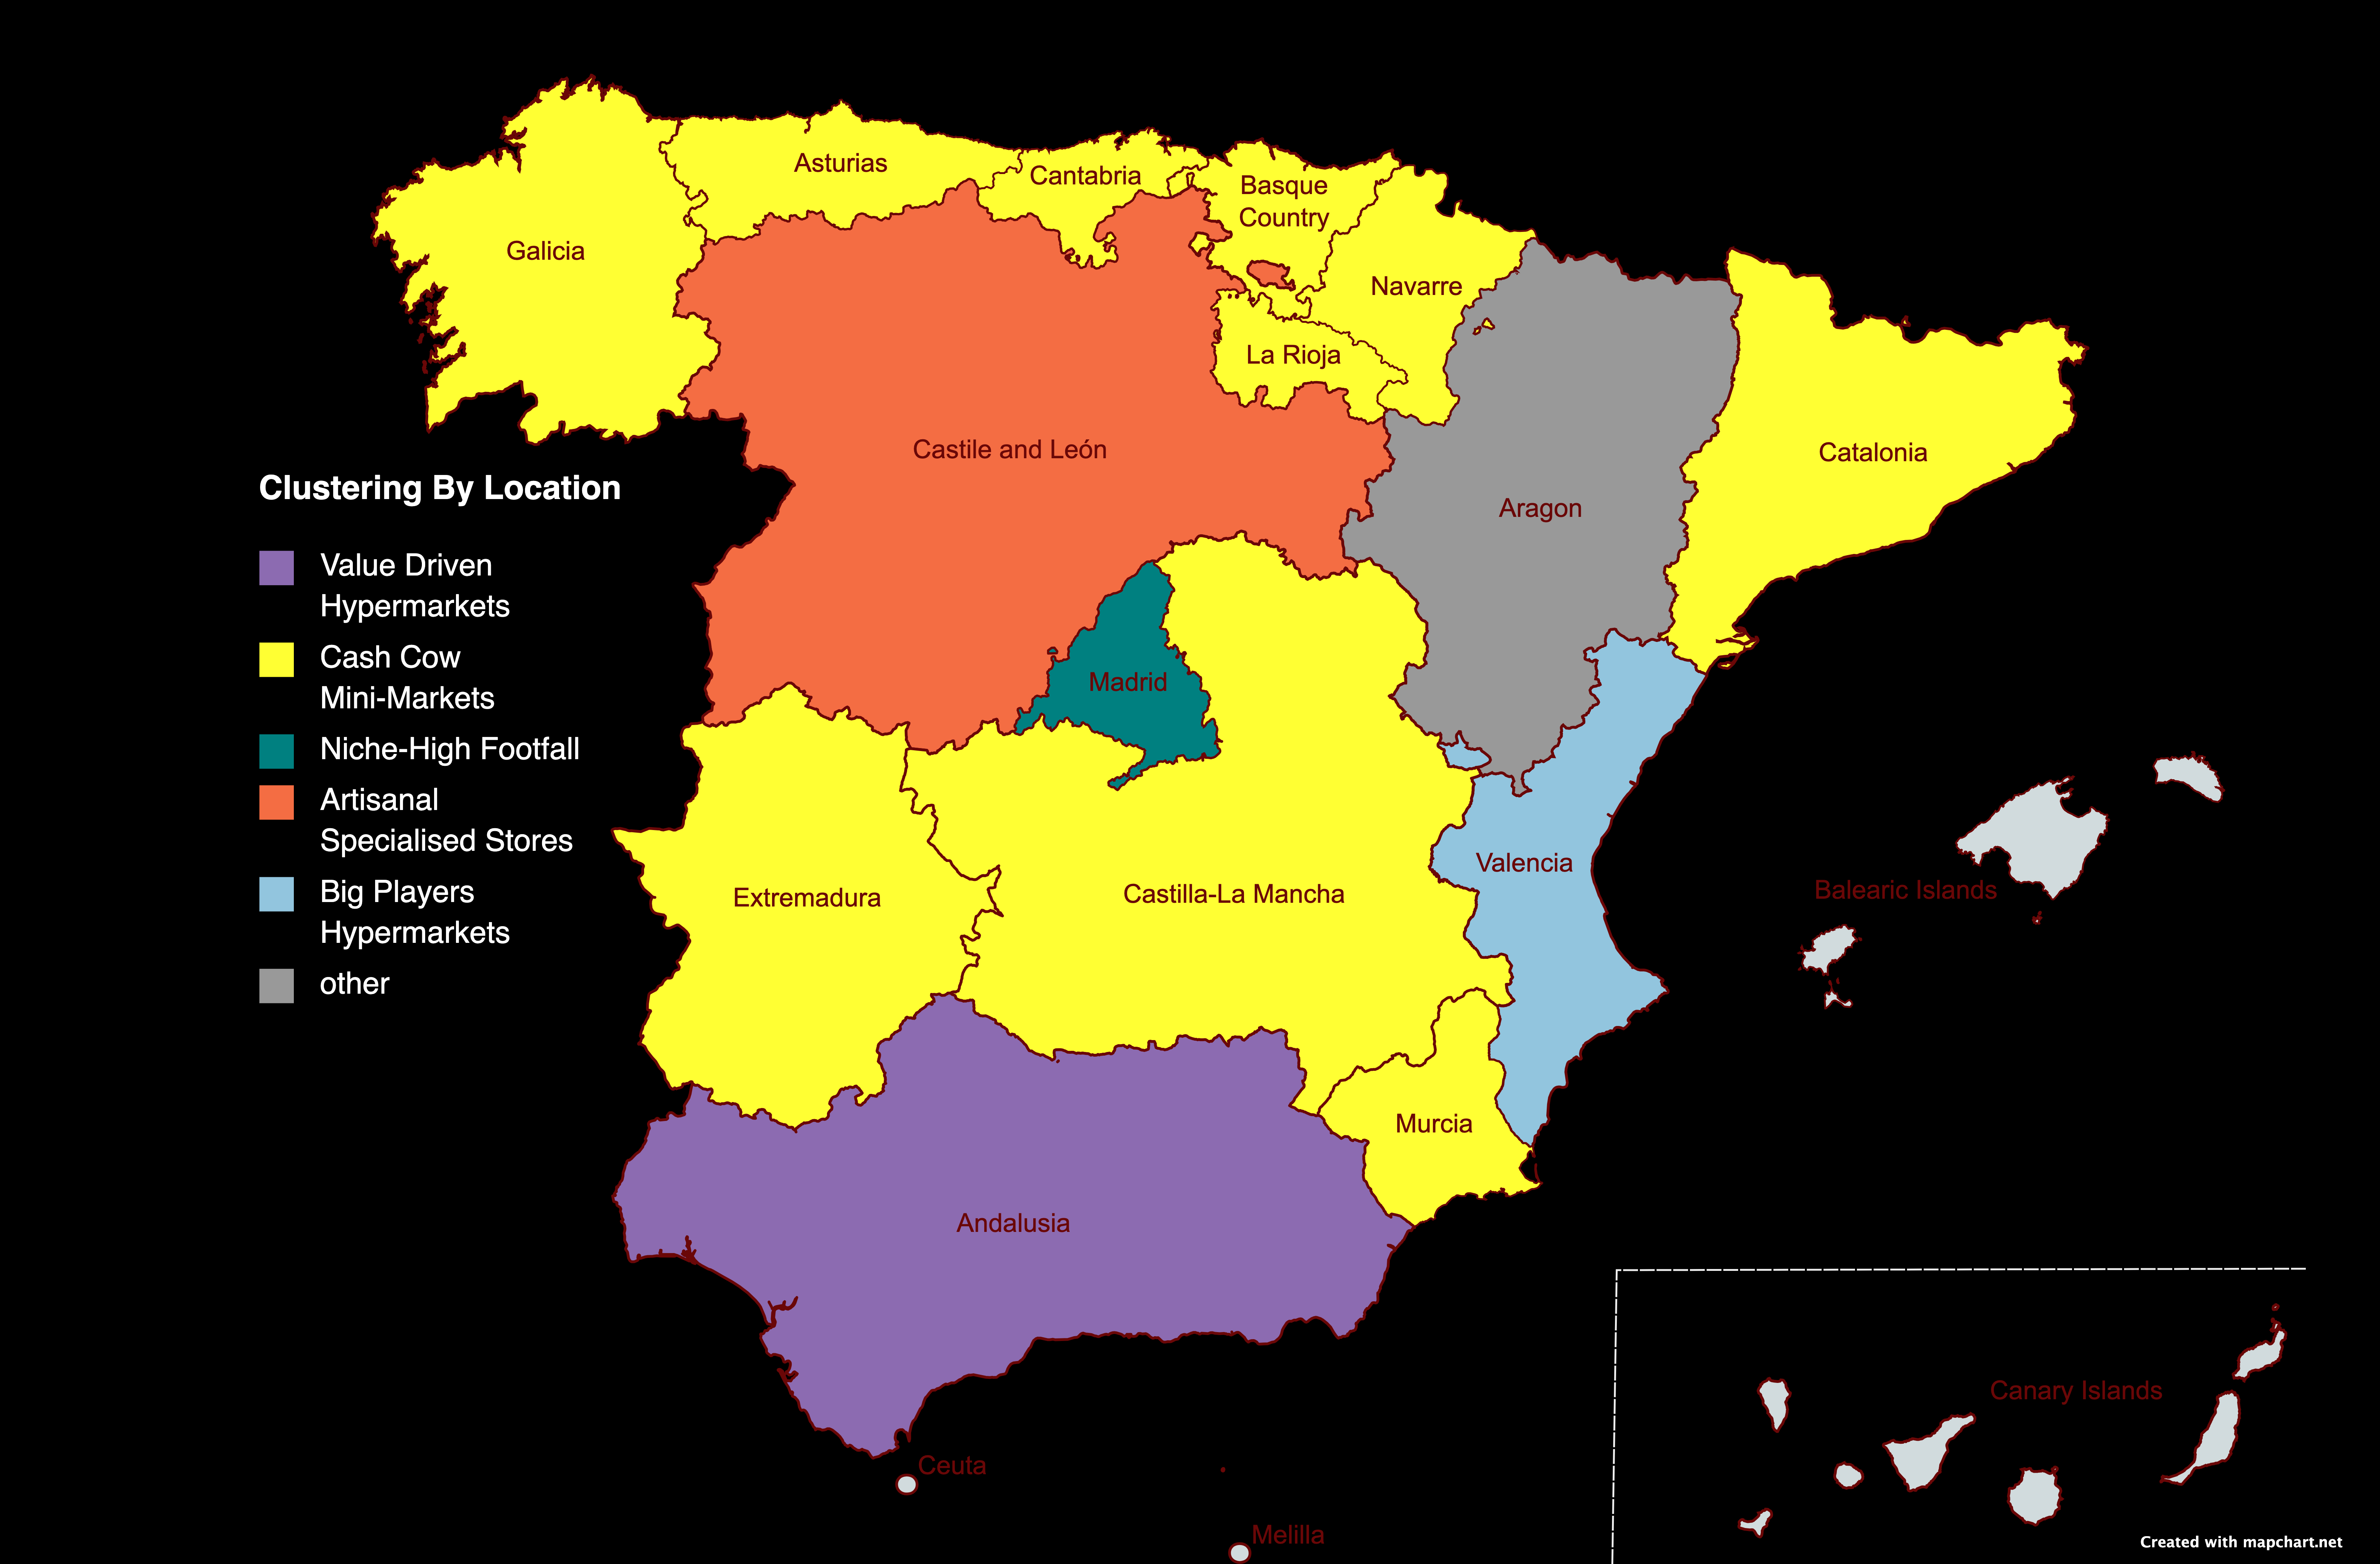 Asturias
Cantabria
Basque
Country
Galicia
Navarre
La Rioja
Castile and León
Catalonia
Aragon
Clustering By Location
Value Driven
Hypermarkets
Cash Cow
Mini-Markets
Niche-High Footfall
Artisanal
Specialised Stores
Big Players
Hypermarkets
other
Madrid
Valencia
Balearic Islands
Extremadura
Castilla-La Mancha
Murcia
Andalusia
Canary Islands
Ceuta
Melilla
Created with mapchart.net